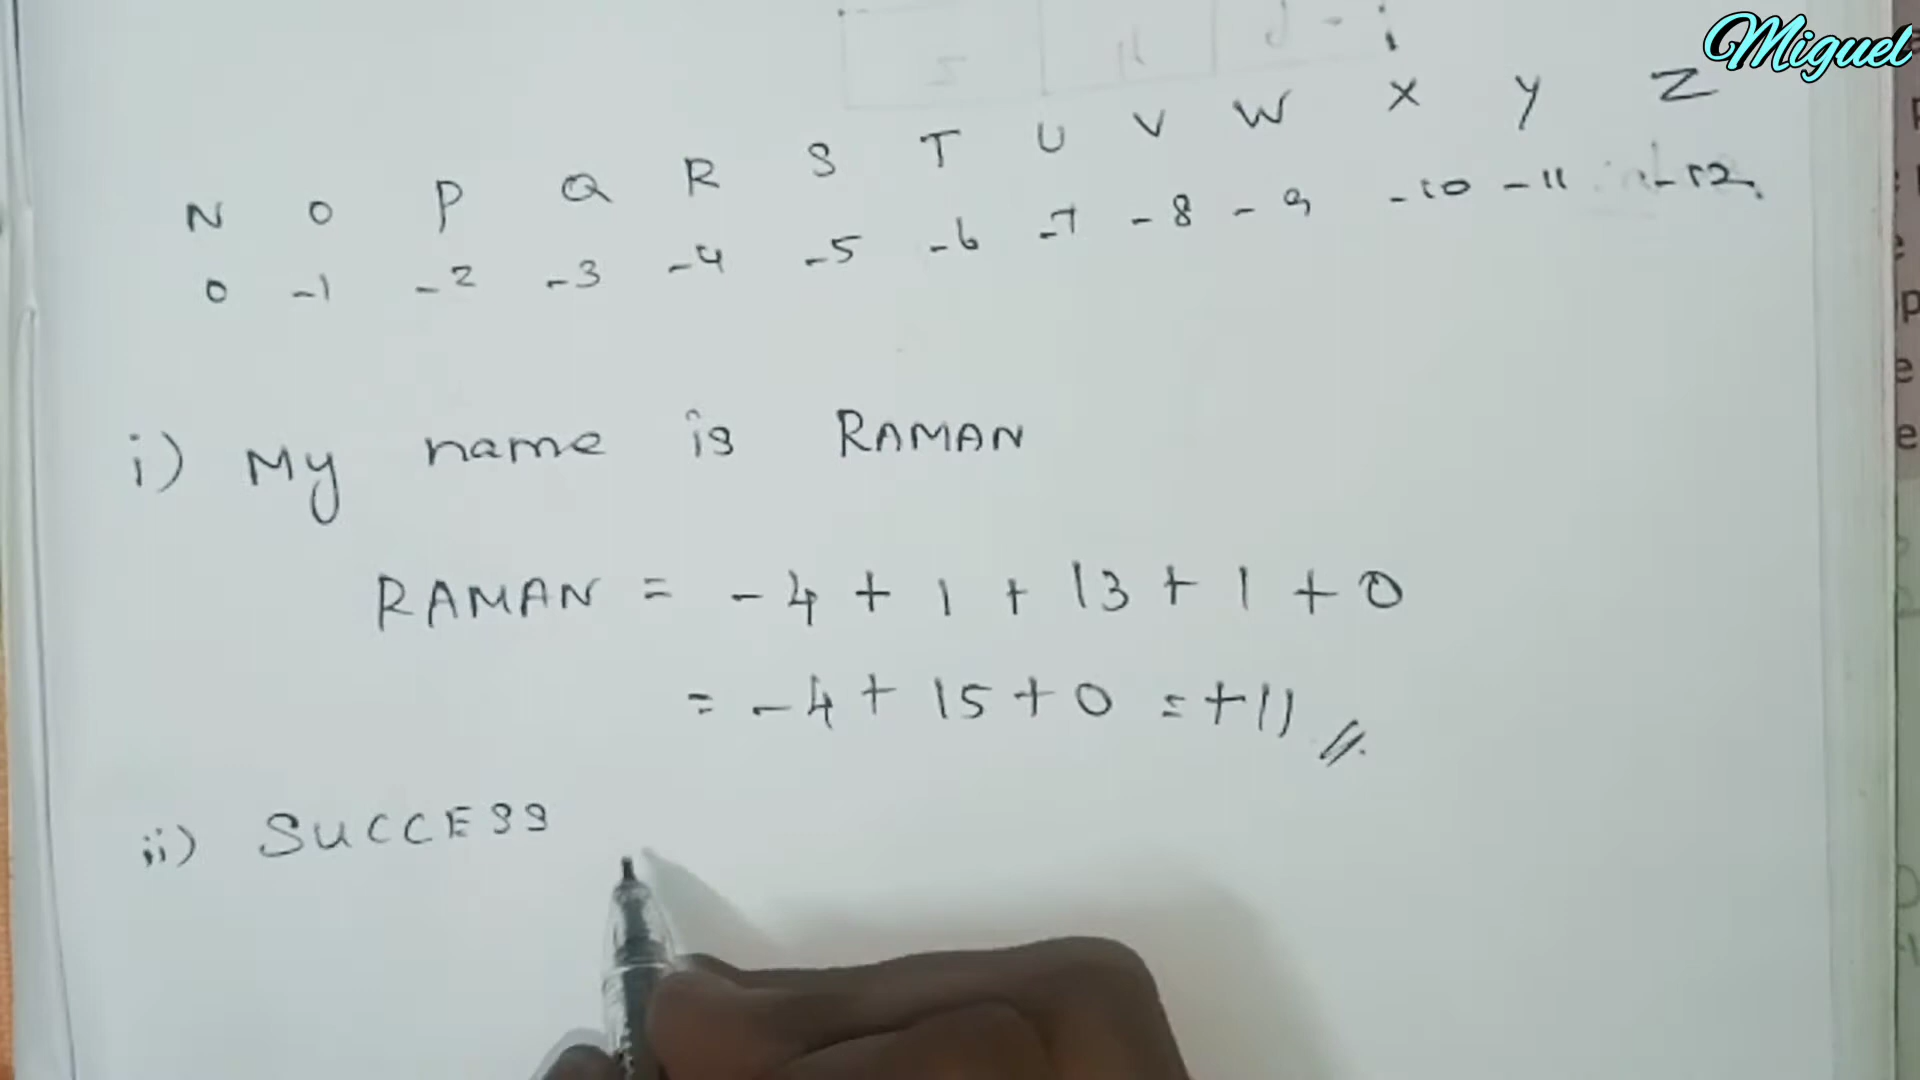 Miguel
N O P Q R S T U V W X Y Z
0 -1 -2 -3 -4 -5 -6 -7 -8 -9 -10 -11 -12
i) My name is RAMAN
RAMAN = -4 + 1 + 13 + 1 + 0
= -4 + 15 + 0 = +11 //.
ii) SUCCESS